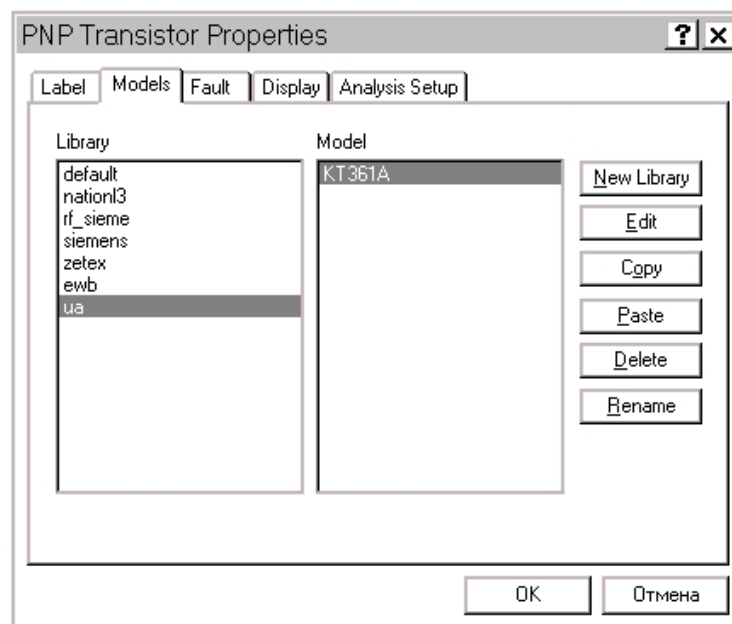 PNP Transistor Properties
Label Models Fault Display Analysis Setup
Library
default
nationl3
rf_sieme
siemens
zetex
ewb
ua
Model
KT361A
New Library
Edit
Copy
Paste
Delete
Rename
OK Отмена